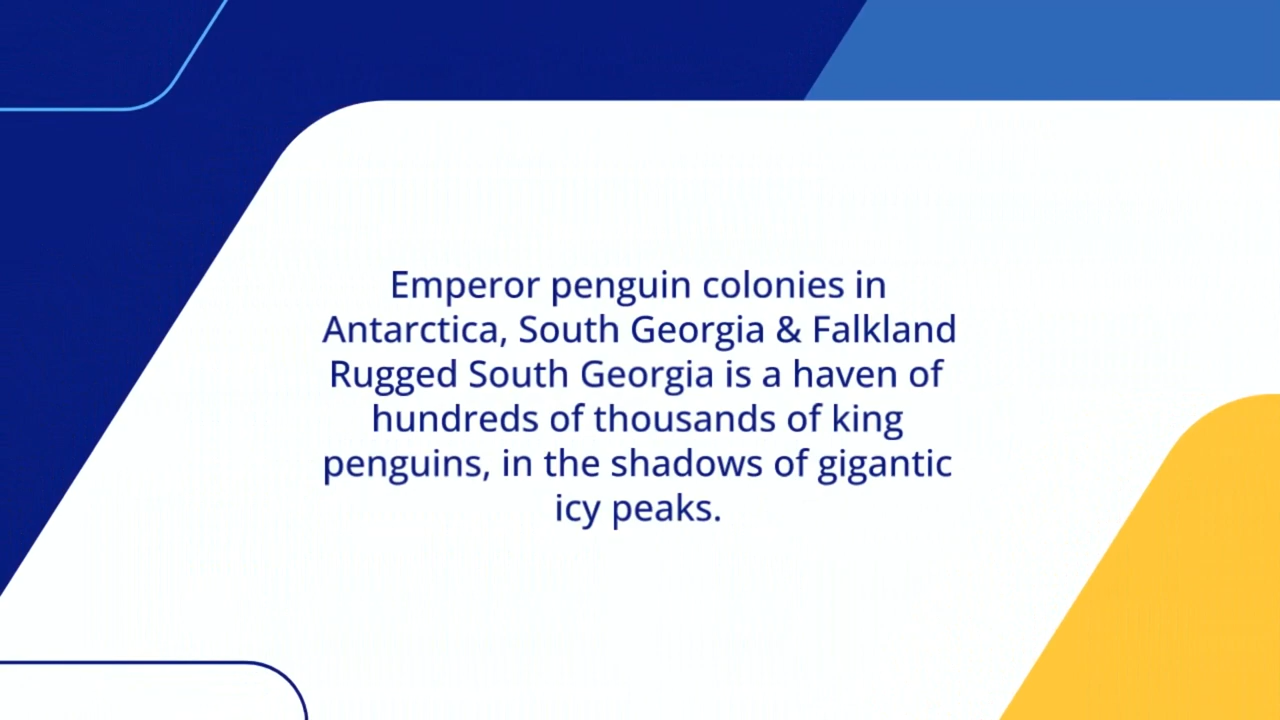 Emperor penguin colonies in
Antarctica, South Georgia & Falkland
Rugged South Georgia is a haven of
hundreds of thousands of king
penguins, in the shadows of gigantic
icy peaks.